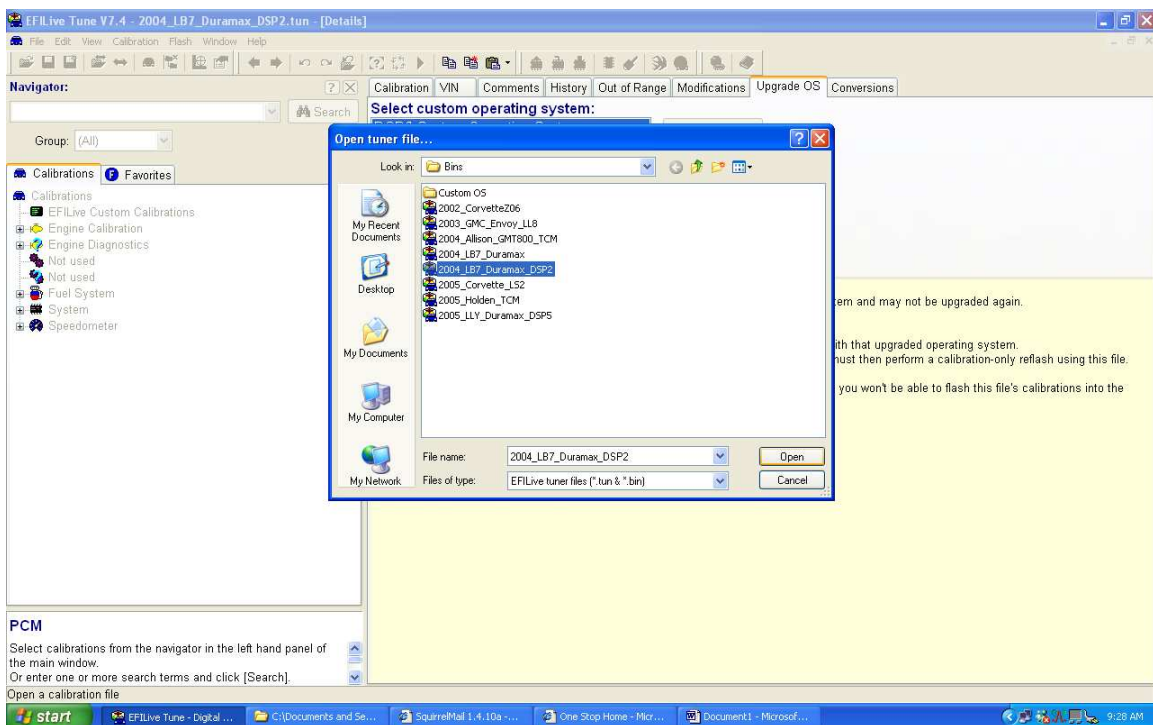 EFILive Tune V7.4 - 2004_LB7_Duramax_DSP2.tun - [Details]
File Edit View Calibration Flash Window Help
Navigator:
Search
Group: (All)
Calibrations Favorites
Calibrations
EFILive Custom Calibrations
Engine Calibration
Engine Diagnostics
Not used
Not used
Fuel System
System
Speedometer
PCM
Select calibrations from the navigator in the left hand panel of
the main window.
Or enter one or more search terms and click [Search].
Open a calibration file
Calibration VIN Comments History Out of Range Modifications Upgrade OS Conversions
Select custom operating system:
Open tuner file...
Look in: Bins
My Recent
Documents
Desktop
My Documents
My Computer
My Network
Custom OS
2002_CorvetteZ06
2003_GMC_Envoy_LL8
2004_Allison_GMT800_TCM
2004_LB7_Duramax
2004_LB7_Duramax_DSP2
2005_Corvette_LS2
2005_Holden_TCM
2005_LLY_Duramax_DSP5
File name: 2004_LB7_Duramax_DSP2 Open
Files of type: EFILive tuner files (*.tun & *.bin) Cancel
em and may not be upgraded again.
ith that upgraded operating system.
ust then perform a calibration-only reflash using this file.
you won't be able to flash this file's calibrations into the
start EFILive Tune - Digital ... C:\Documents and Se... SquirrelMail 1.4.10a -... One Stop Home - Micr... Document1 - Microsof... 9:28 AM